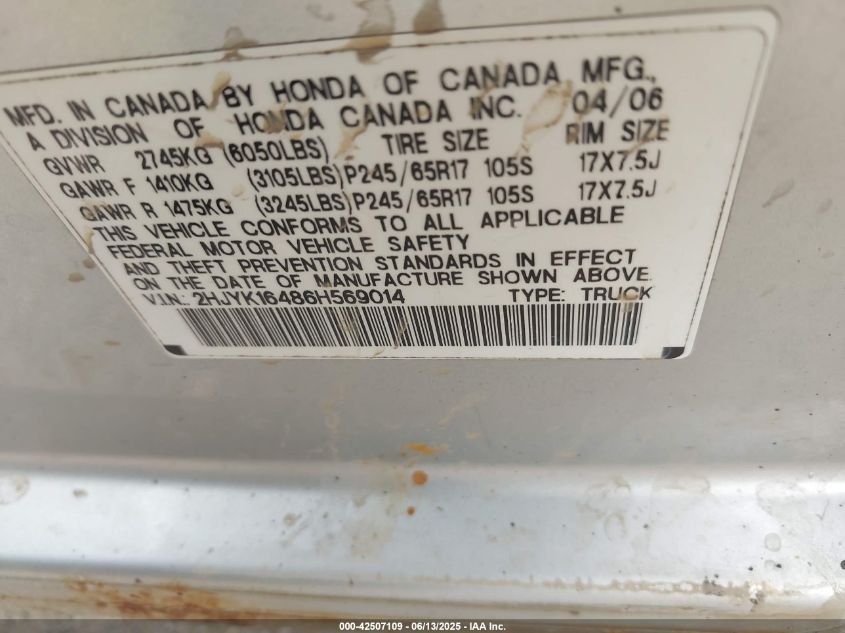 MFD. IN CANADA BY HONDA OF CANADA MFG.,
A DIVISION OF HONDA CANADA INC. 04/06
GVWR 2745KG (6050LBS) TIRE SIZE RIM SIZE
GAWR F 1410KG (3105LBS) P245/65R17 105S 17X7.5J
GAWR R 1475KG (3245LBS) P245/65R17 105S 17X7.5J
THIS VEHICLE CONFORMS TO ALL APPLICABLE
FEDERAL MOTOR VEHICLE SAFETY
AND THEFT PREVENTION STANDARDS IN EFFECT
ON THE DATE OF MANUFACTURE SHOWN ABOVE.
V.I.N.: 2HJYK16486H569014 TYPE: TRUCK
000-42507109 - 06/13/2025 - IAA Inc.